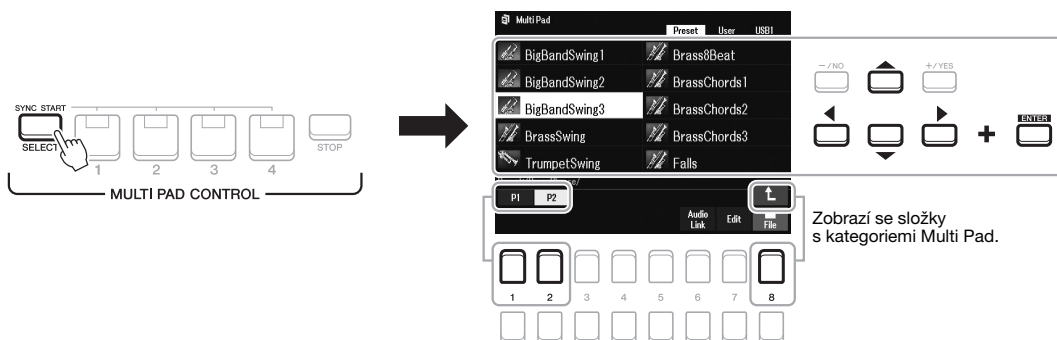 SYNC START
SELECT
1 2 3 4
STOP
MULTI PAD CONTROL
Multi Pad
Preset User USB1
BigBandSwing1 Brass8Beat
BigBandSwing2 BrassChords1
BigBandSwing3 BrassChords2
BrassSwing BrassChords3
TrumpetSwing Falls
P1 P2
Audio Link Edit File
1 2 3 4 5 6 7 8
-/NO +/YES
ENTER
+
Zobrazí se složky
s kategoriemi Multi Pad.